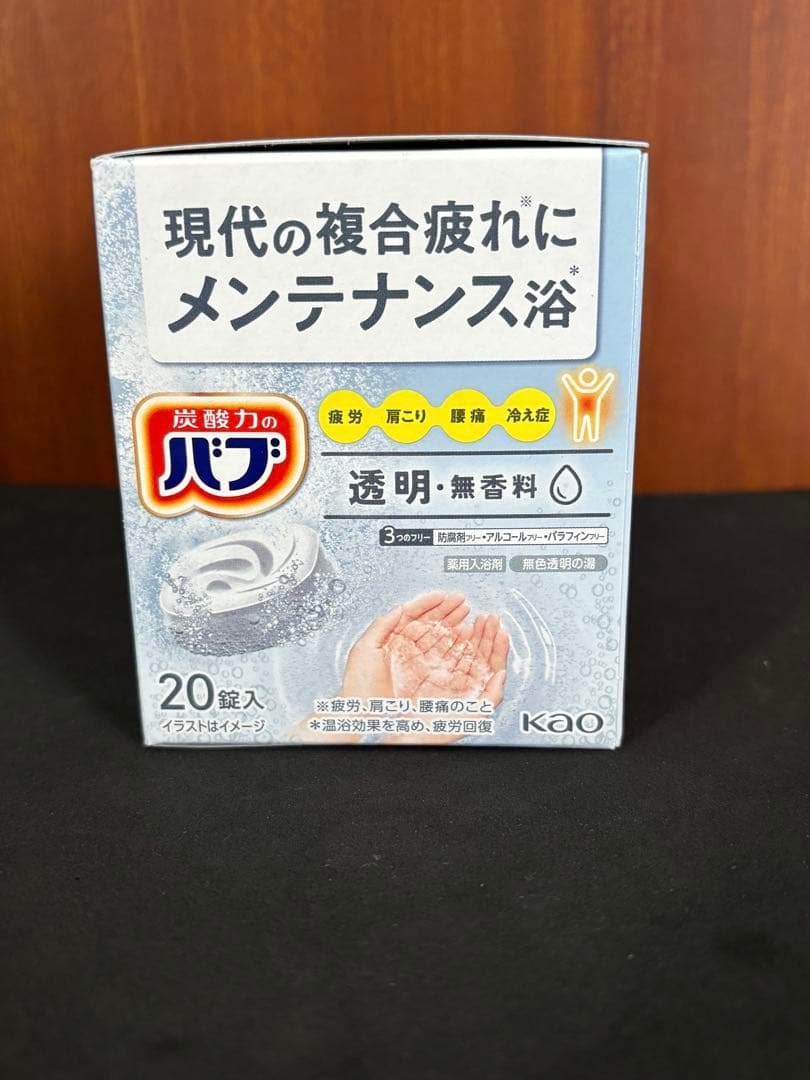 現代の複合疲れ※に
メンテナンス浴*
炭酸力の
バブ
疲労・肩こり・腰痛・冷え症
透明・無香料
3つのフリー 防腐剤フリー・アルコールフリー・パラフィンフリー
薬用入浴剤 無色透明の湯
20錠入
イラストはイメージ
※疲労、肩こり、腰痛のこと
*温浴効果を高め、疲労回復
Kao